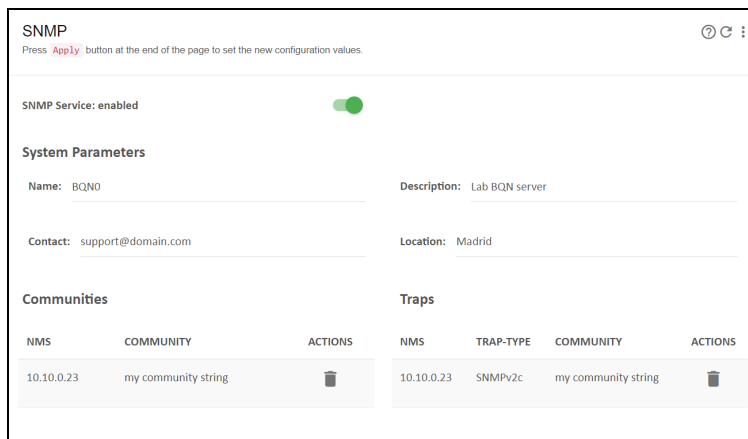 SNMP
Press Apply button at the end of the page to set the new configuration values.
SNMP Service: enabled
System Parameters
Name: BQN0
Description: Lab BQN server
Contact: support@domain.com
Location: Madrid
Communities
NMS COMMUNITY ACTIONS
10.10.0.23 my community string
Traps
NMS TRAP-TYPE COMMUNITY ACTIONS
10.10.0.23 SNMPv2c my community string